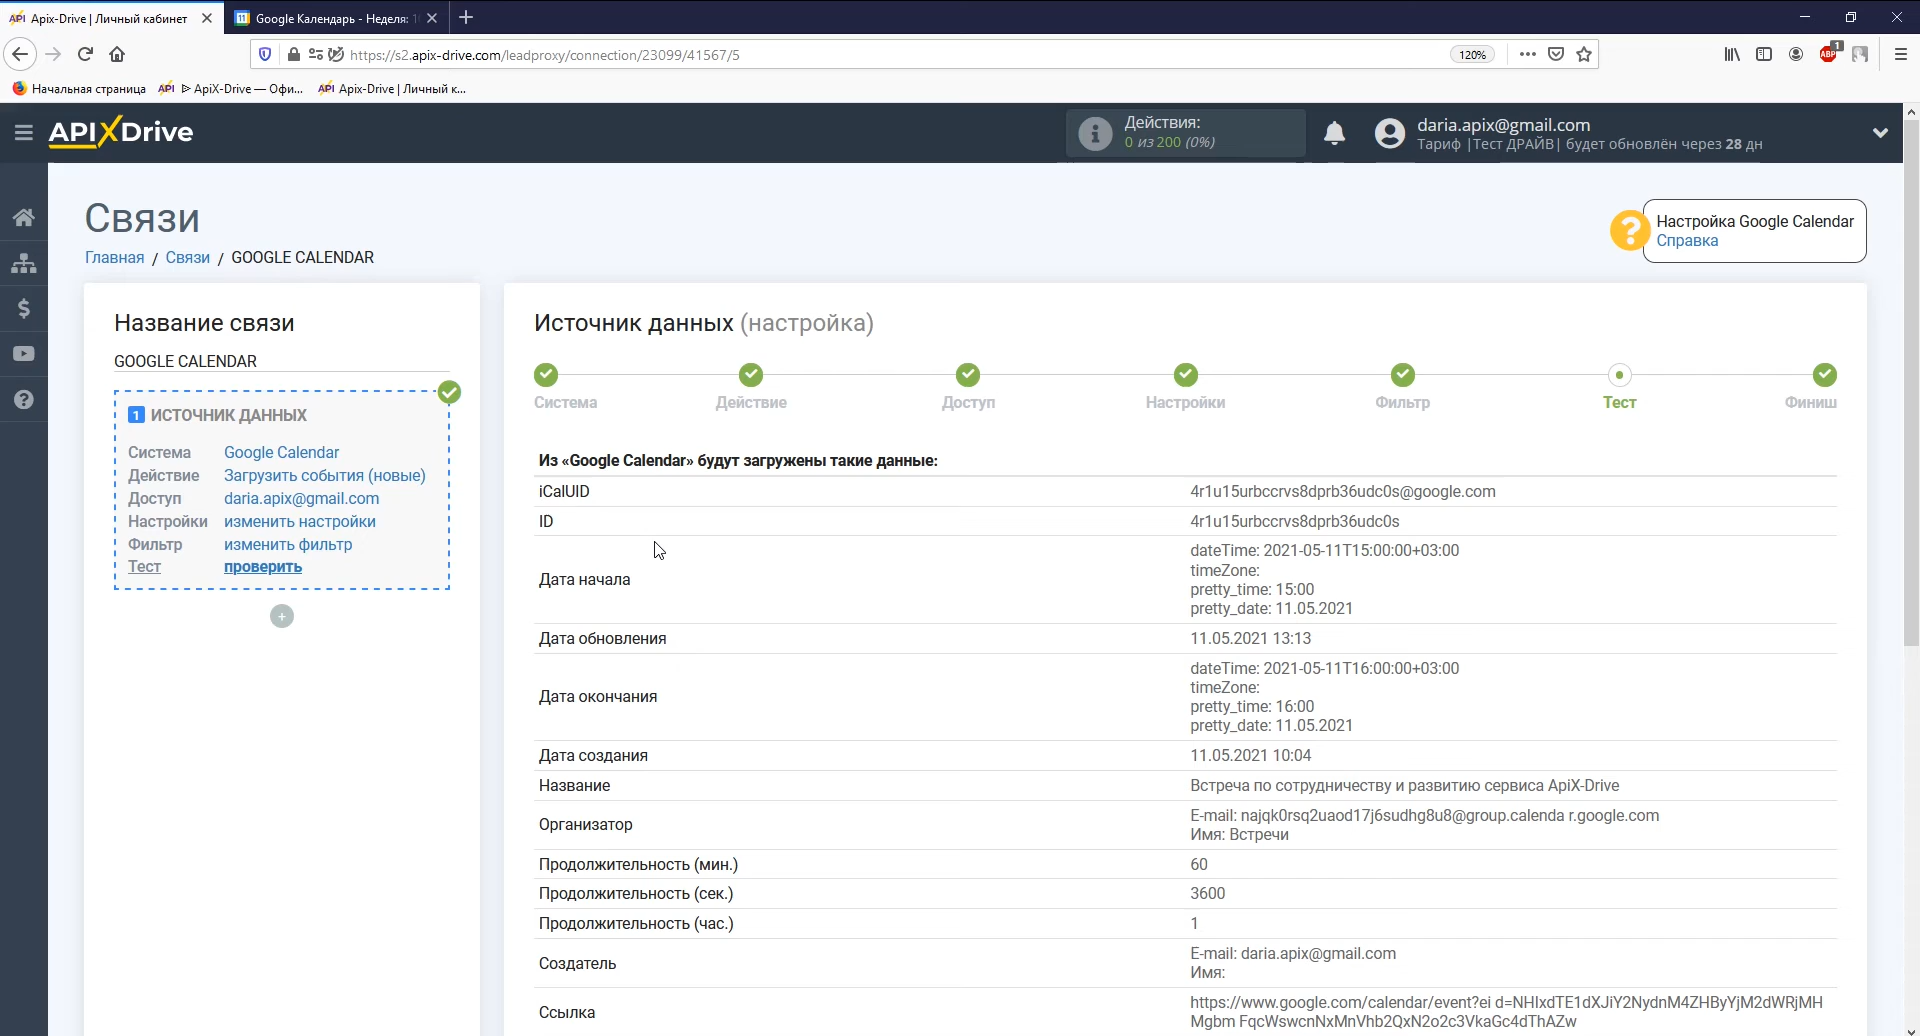 Apix-Drive | Личный кабинет
Google Календарь - Неделя: 1
https://s2.apix-drive.com/leadproxy/connection/23099/41567/5
120%
ABP
1
Начальная страница
API
ᐉ ApiX-Drive — Офи...
API
Apix-Drive | Личный к...
APIXDrive
Действия:
0 из 200 (0%)
daria.apix@gmail.com
Тариф |Тест ДРАЙВ| будет обновлён через 28 дн
Связи
Главная / Связи / GOOGLE CALENDAR
Настройка Google Calendar
Справка
Название связи
GOOGLE CALENDAR
1 ИСТОЧНИК ДАННЫХ
Система Google Calendar
Действие Загрузить события (новые)
Доступ daria.apix@gmail.com
Настройки изменить настройки
Фильтр изменить фильтр
Тест проверить
Источник данных (настройка)
Система
Действие
Доступ
Настройки
Фильтр
Тест
Финиш
Из «Google Calendar» будут загружены такие данные:
iCalUID 4r1u15urbccrvs8dprb36udc0s@google.com
ID 4r1u15urbccrvs8dprb36udc0s
Дата начала
dateTime: 2021-05-11T15:00:00+03:00
timeZone:
pretty_time: 15:00
pretty_date: 11.05.2021
Дата обновления 11.05.2021 13:13
Дата окончания
dateTime: 2021-05-11T16:00:00+03:00
timeZone:
pretty_time: 16:00
pretty_date: 11.05.2021
Дата создания 11.05.2021 10:04
Название Встреча по сотрудничеству и развитию сервиса ApiX-Drive
Организатор
E-mail: najqk0rsq2uaod17j6sudhg8u8@group.calenda r.google.com
Имя: Встречи
Продолжительность (мин.) 60
Продолжительность (сек.) 3600
Продолжительность (час.) 1
Создатель
E-mail: daria.apix@gmail.com
Имя:
Ссылка
https://www.google.com/calendar/event?ei d=NHIxdTE1dXJiY2NydnM4ZHByYjM2dWRjMH
Mgbm FqcWswcnNxMnVhb2QxN2o2c3VkaGc4dThAZw